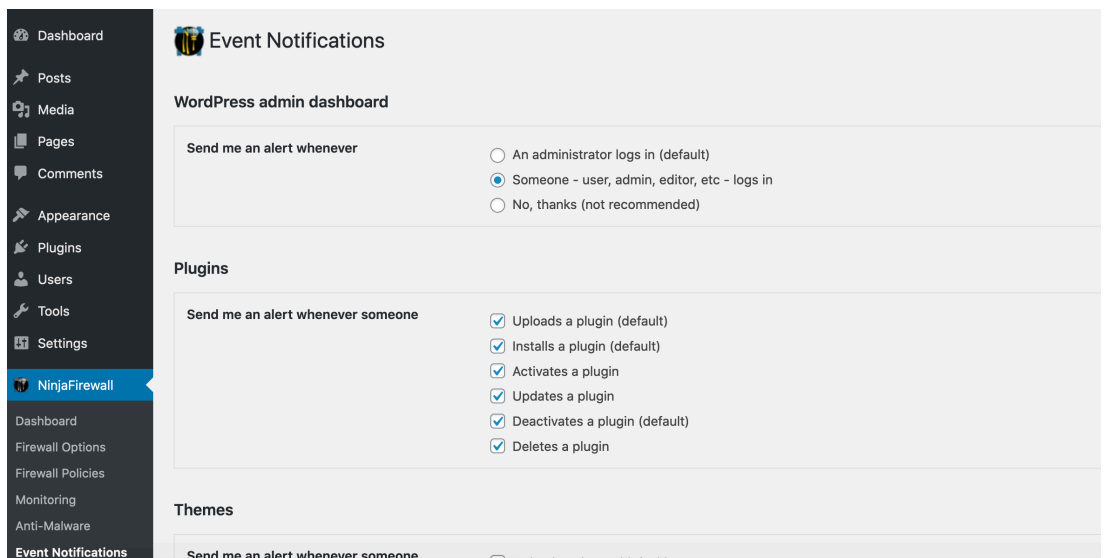 Dashboard
Posts
Media
Pages
Comments
Appearance
Plugins
Users
Tools
Settings
NinjaFirewall
Dashboard
Firewall Options
Firewall Policies
Monitoring
Anti-Malware
Event Notifications
Event Notifications
WordPress admin dashboard
Send me an alert whenever
An administrator logs in (default)
Someone - user, admin, editor, etc - logs in
No, thanks (not recommended)
Plugins
Send me an alert whenever someone
Uploads a plugin (default)
Installs a plugin (default)
Activates a plugin
Updates a plugin
Deactivates a plugin (default)
Deletes a plugin
Themes
Send me an alert whenever someone